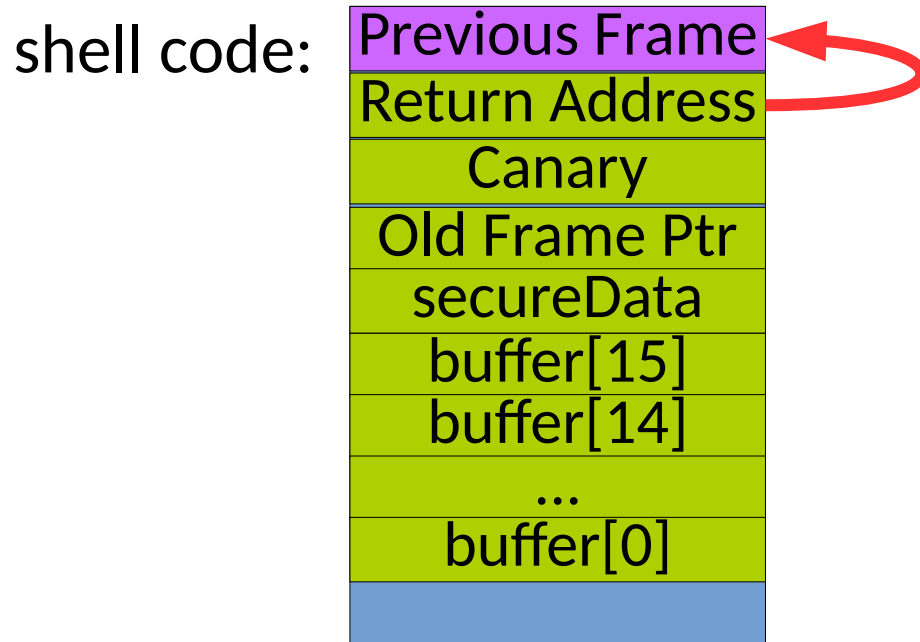 shell code:
Previous Frame
Return Address
Canary
Old Frame Ptr
secureData
buffer[15]
buffer[14]
...
buffer[0]